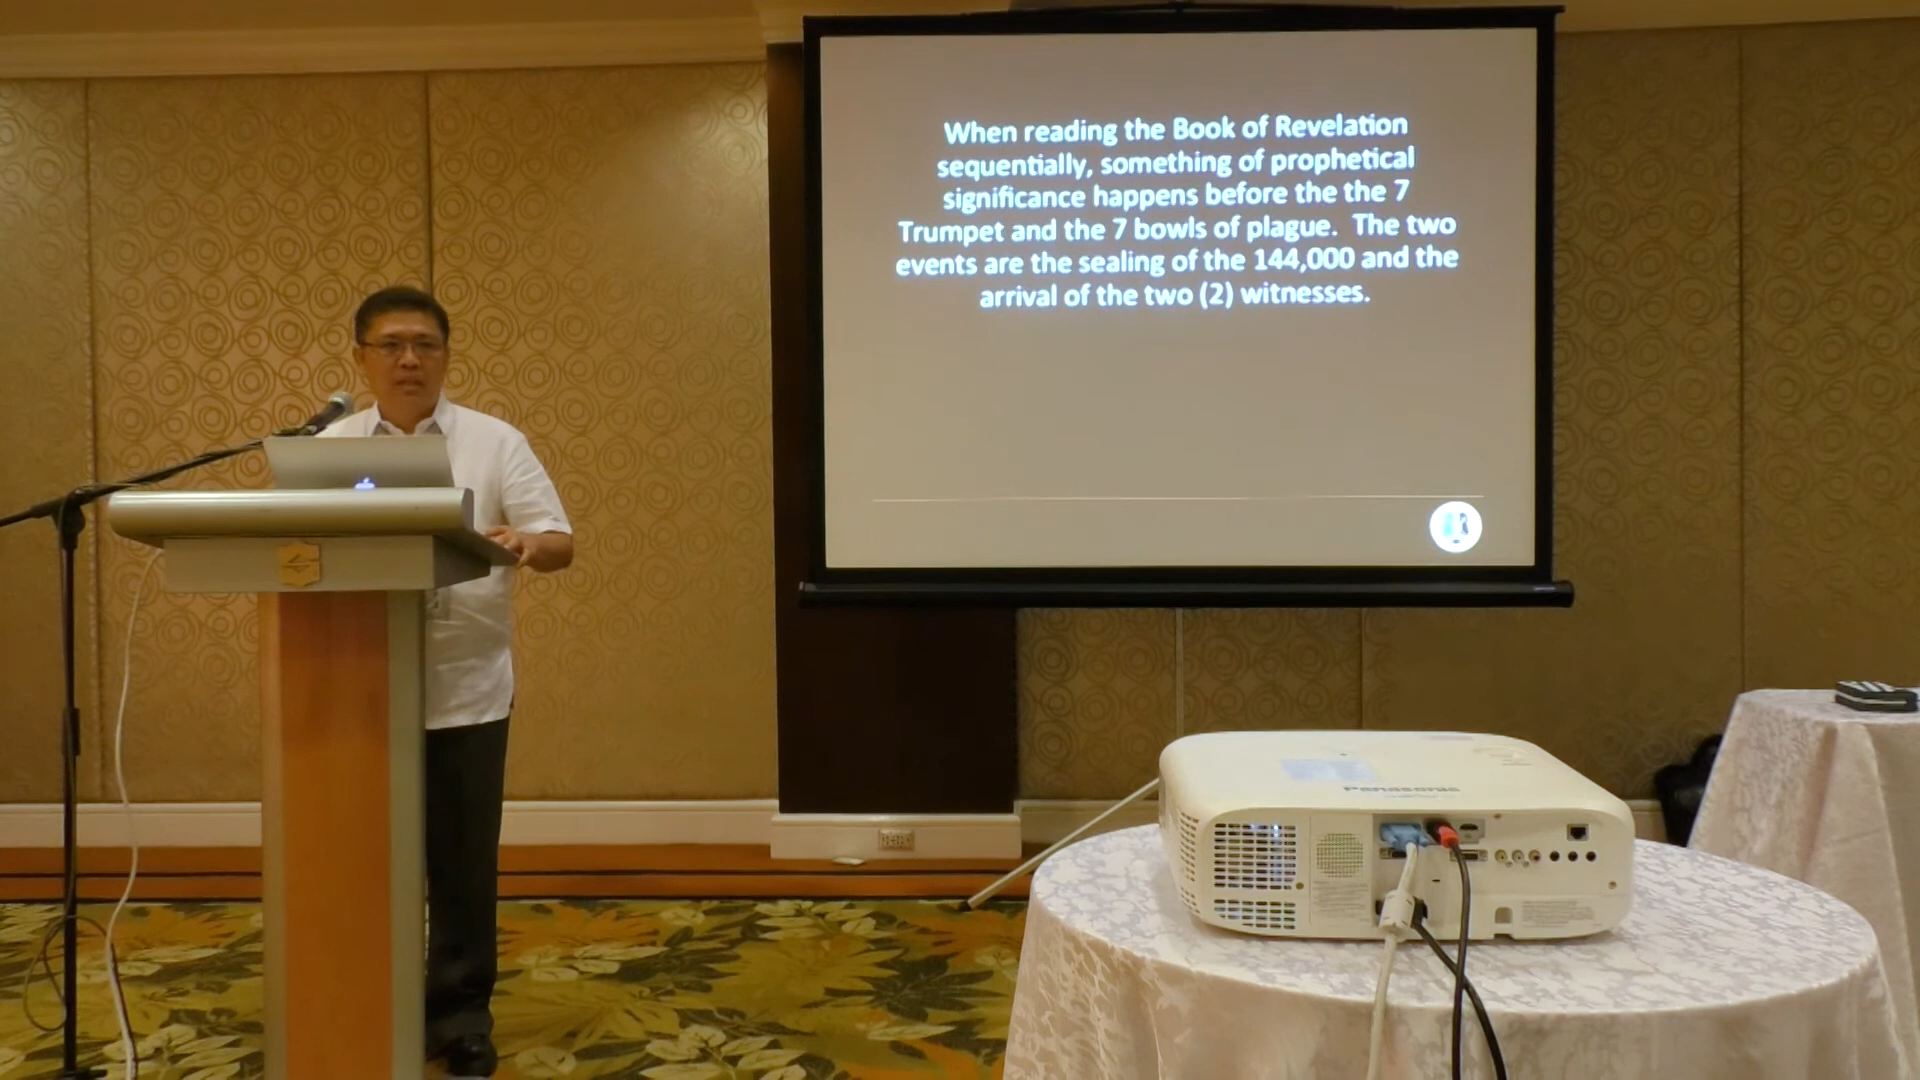 When reading the Book of Revelation
sequentially, something of prophetical
significance happens before the the 7
Trumpet and the 7 bowls of plague. The two
events are the sealing of the 144,000 and the
arrival of the two (2) witnesses.
Panasonic